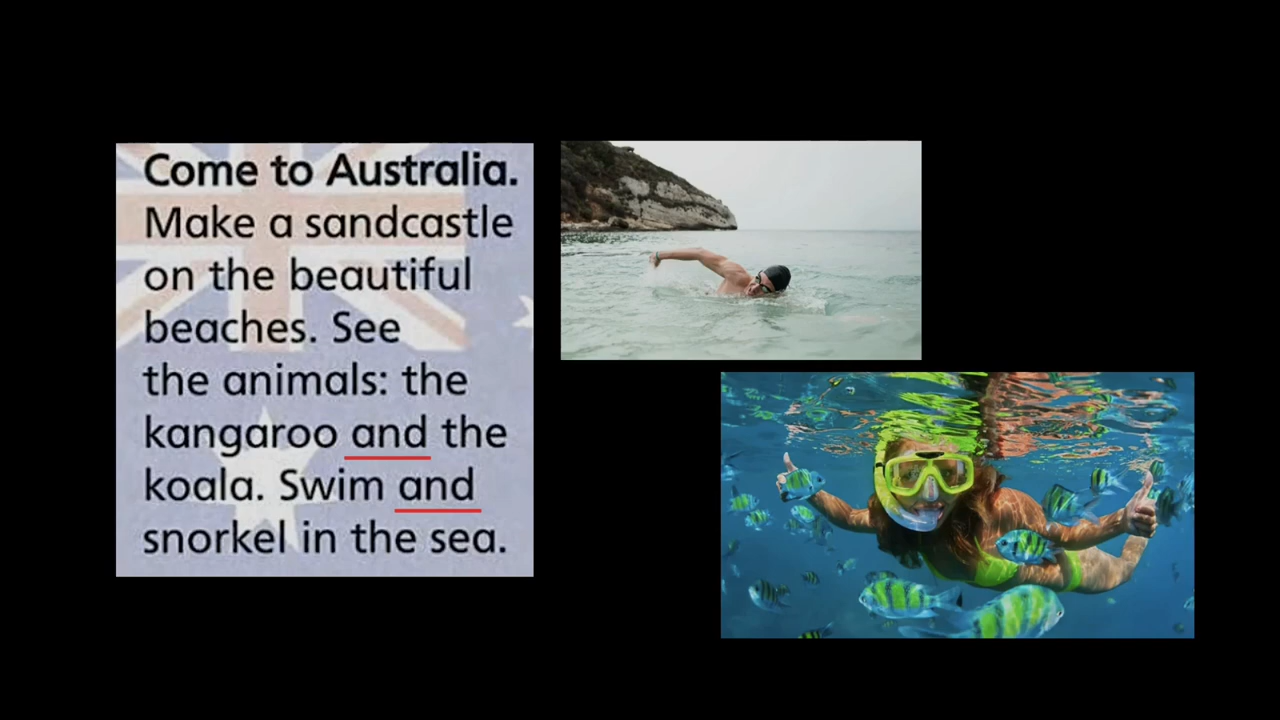 Come to Australia.
Make a sandcastle
on the beautiful
beaches. See
the animals: the
kangaroo and the
koala. Swim and
snorkel in the sea.